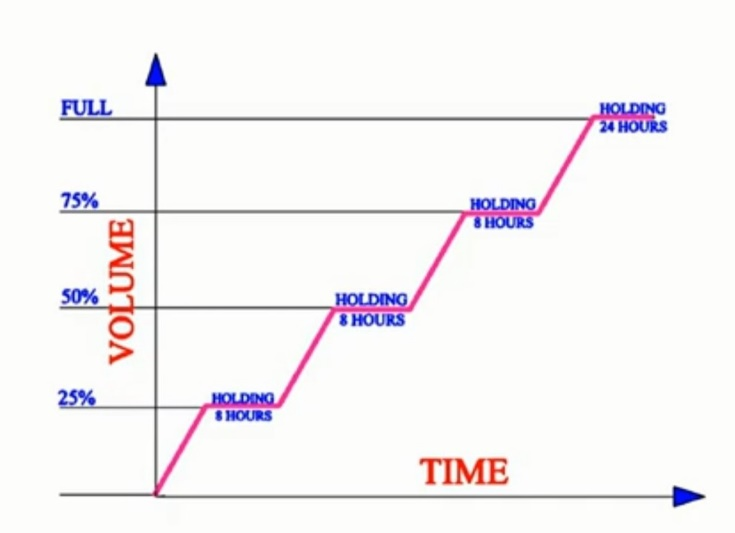 FULL
HOLDING
24 HOURS
75%
HOLDING
8 HOURS
VOLUME
50%
HOLDING
8 HOURS
25%
HOLDING
8 HOURS
TIME